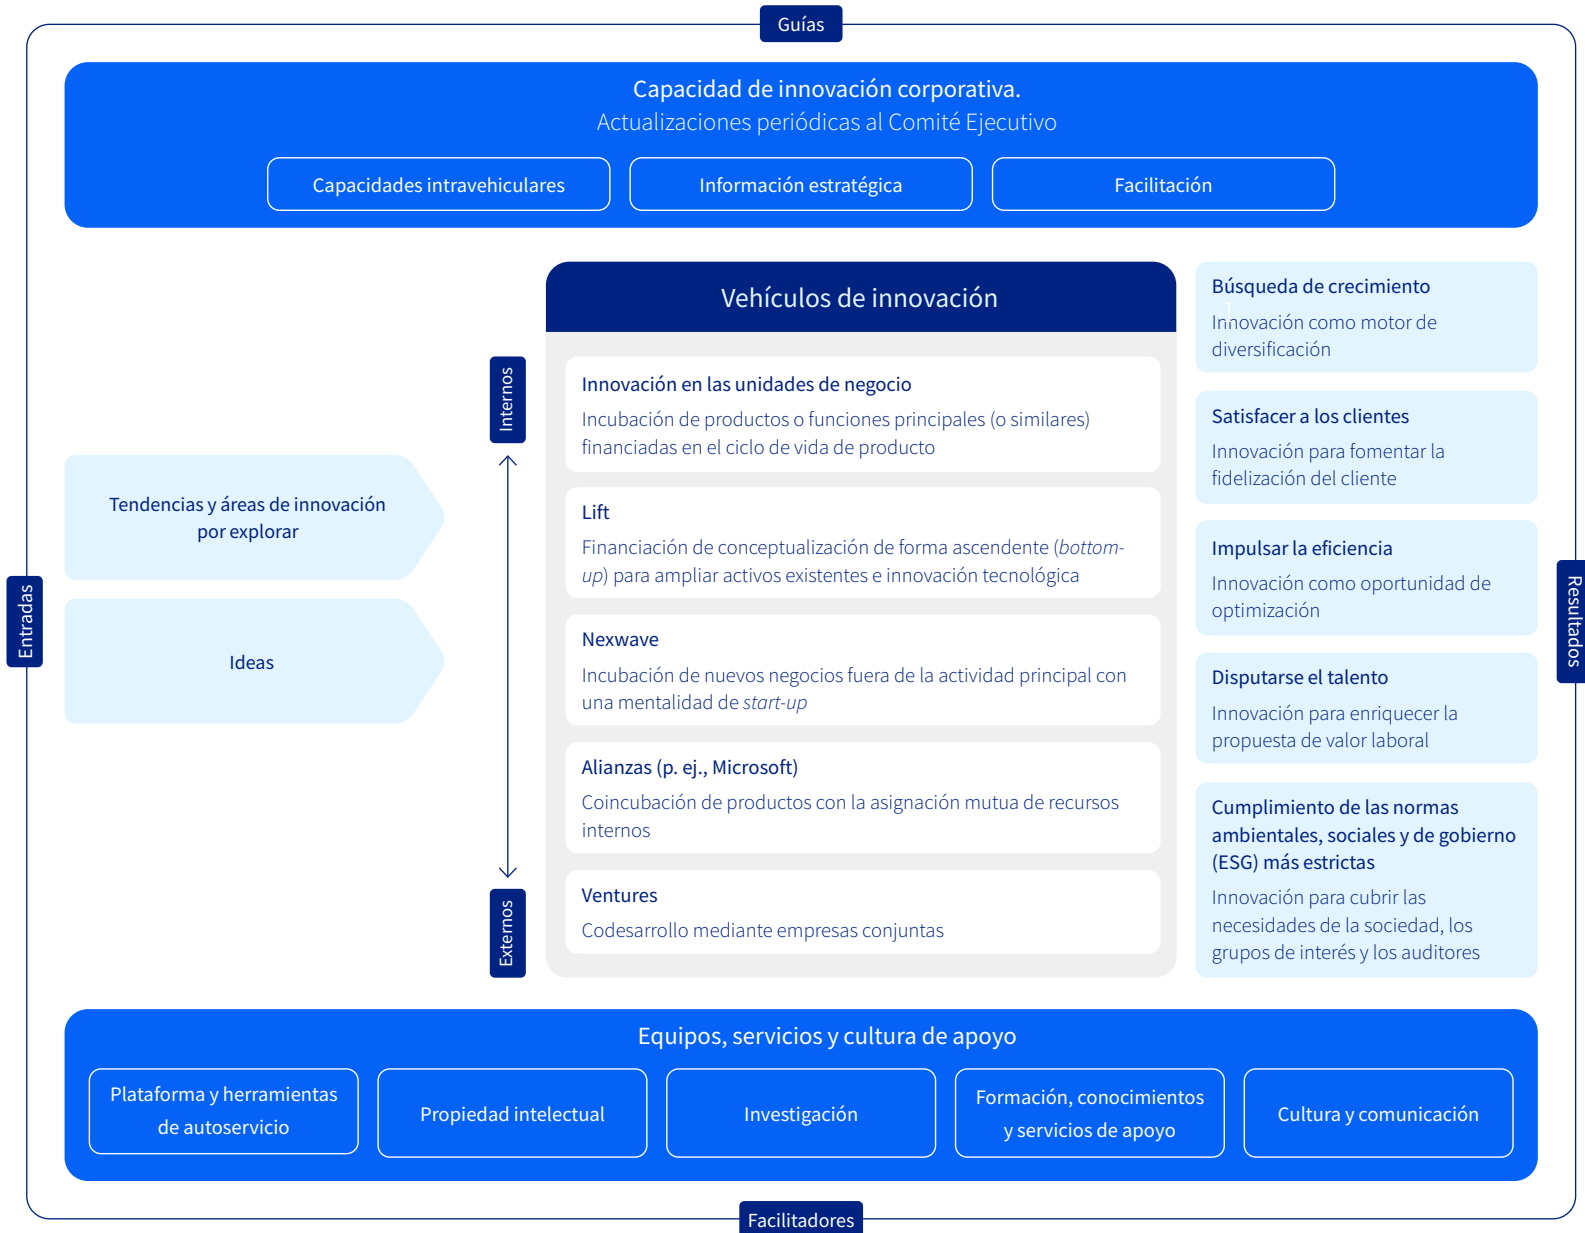 Guías
Capacidad de innovación corporativa.
Actualizaciones periódicas al Comité Ejecutivo
Capacidades intravehiculares
Información estratégica
Facilitación
Entradas
Tendencias y áreas de innovación
por explorar
Ideas
Internos
Externos
Vehículos de innovación
Innovación en las unidades de negocio
Incubación de productos o funciones principales (o similares)
financiadas en el ciclo de vida de producto
Lift
Financiación de conceptualización de forma ascendente (bottom-
up) para ampliar activos existentes e innovación tecnológica
Nexwave
Incubación de nuevos negocios fuera de la actividad principal con
una mentalidad de start-up
Alianzas (p. ej., Microsoft)
Coincubación de productos con la asignación mutua de recursos
internos
Ventures
Codesarrollo mediante empresas conjuntas
Búsqueda de crecimiento
1
Innovación como motor de
diversificación
Satisfacer a los clientes
Innovación para fomentar la
fidelización del cliente
Impulsar la eficiencia
Innovación como oportunidad de
optimización
Disputarse el talento
Innovación para enriquecer la
propuesta de valor laboral
Cumplimiento de las normas
ambientales, sociales y de gobierno
(ESG) más estrictas
Innovación para cubrir las
necesidades de la sociedad, los
grupos de interés y los auditores
Resultados
Equipos, servicios y cultura de apoyo
Plataforma y herramientas
de autoservicio
Propiedad intelectual
Investigación
Formación, conocimientos
y servicios de apoyo
Cultura y comunicación
Facilitadores